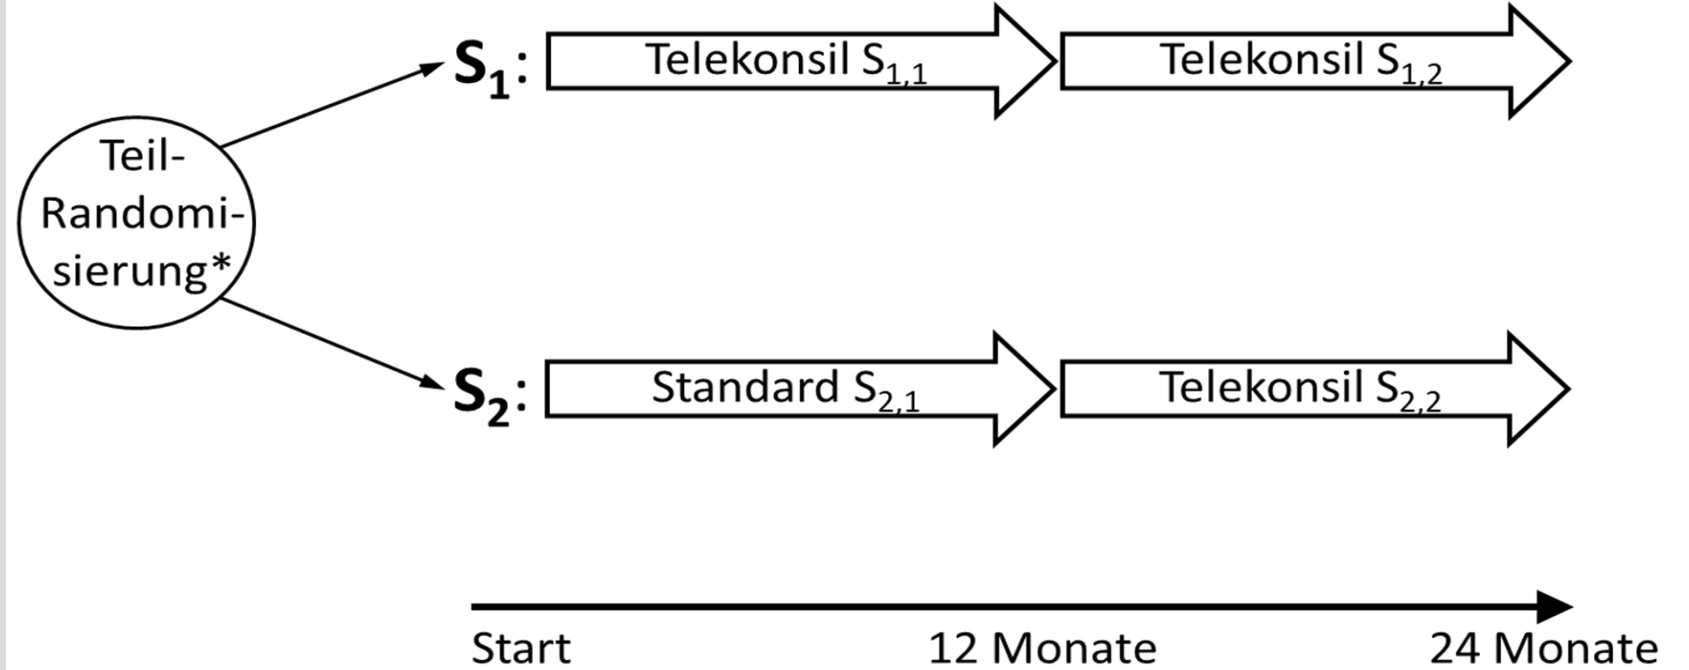 Teil-
Randomi-
sierung*
S1: Telekonsil S1,1 Telekonsil S1,2
S2: Standard S2,1 Telekonsil S2,2
Start 12 Monate 24 Monate